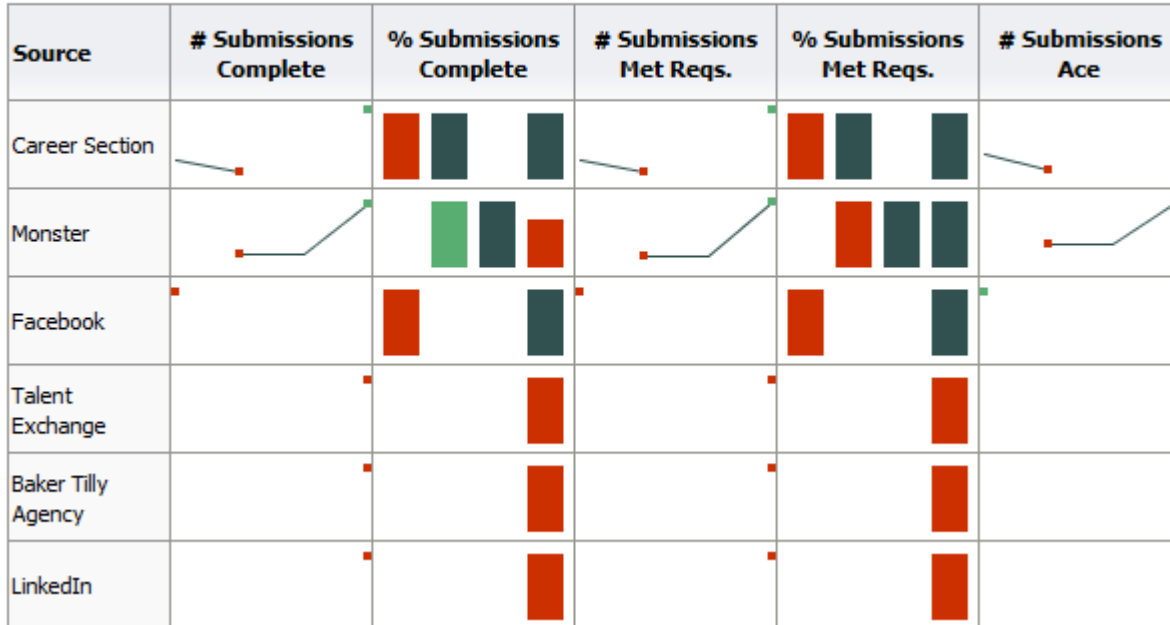 Source
# Submissions
Complete
% Submissions
Complete
# Submissions
Met Reqs.
% Submissions
Met Reqs.
# Submissions
Ace
Career Section
Monster
Facebook
Talent
Exchange
Baker Tilly
Agency
LinkedIn